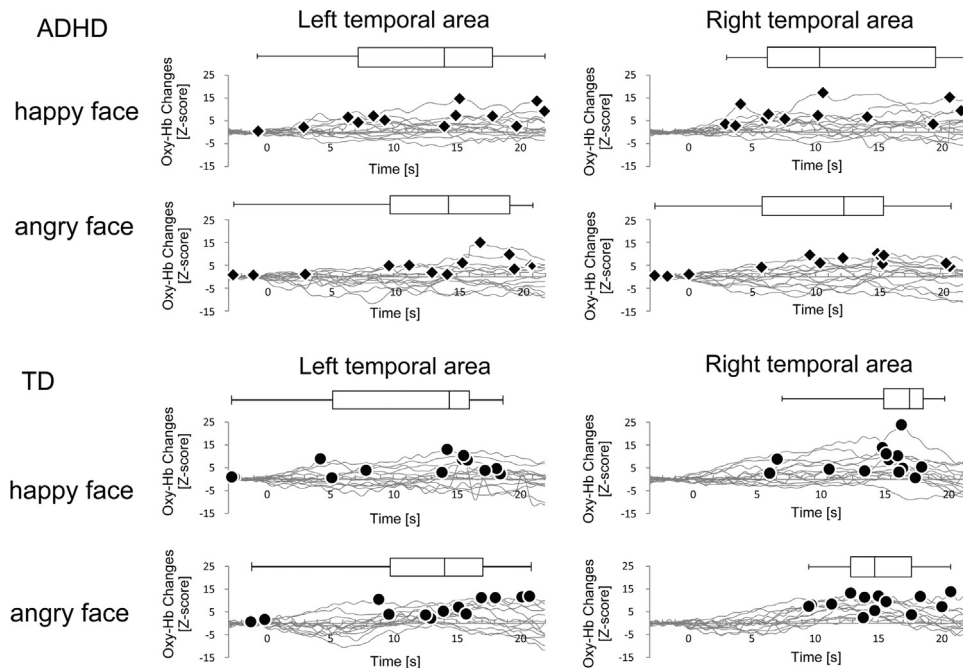 ADHD
Left temporal area
Right temporal area
happy face
Oxy-Hb Changes
[Z-score]
25
15
5
-5
-15
0
5
10
15
20
Time [s]
Oxy-Hb Changes
[Z-score]
25
15
5
-5
-15
0
5
10
15
20
Time [s]
angry face
Oxy-Hb Changes
[Z-score]
25
15
5
-5
-15
0
5
10
15
20
Time [s]
Oxy-Hb Changes
[Z-score]
25
15
5
-5
-15
0
5
10
15
20
Time [s]
TD
Left temporal area
Right temporal area
happy face
Oxy-Hb Changes
[Z-score]
25
15
5
-5
-15
0
5
10
15
20
Time [s]
Oxy-Hb Changes
[Z-score]
25
15
5
-5
-15
0
5
10
15
20
Time [s]
angry face
Oxy-Hb Changes
[Z-score]
25
15
5
-5
-15
0
5
10
15
20
Time [s]
Oxy-Hb Changes
[Z-score]
25
15
5
-5
-15
0
5
10
15
20
Time [s]